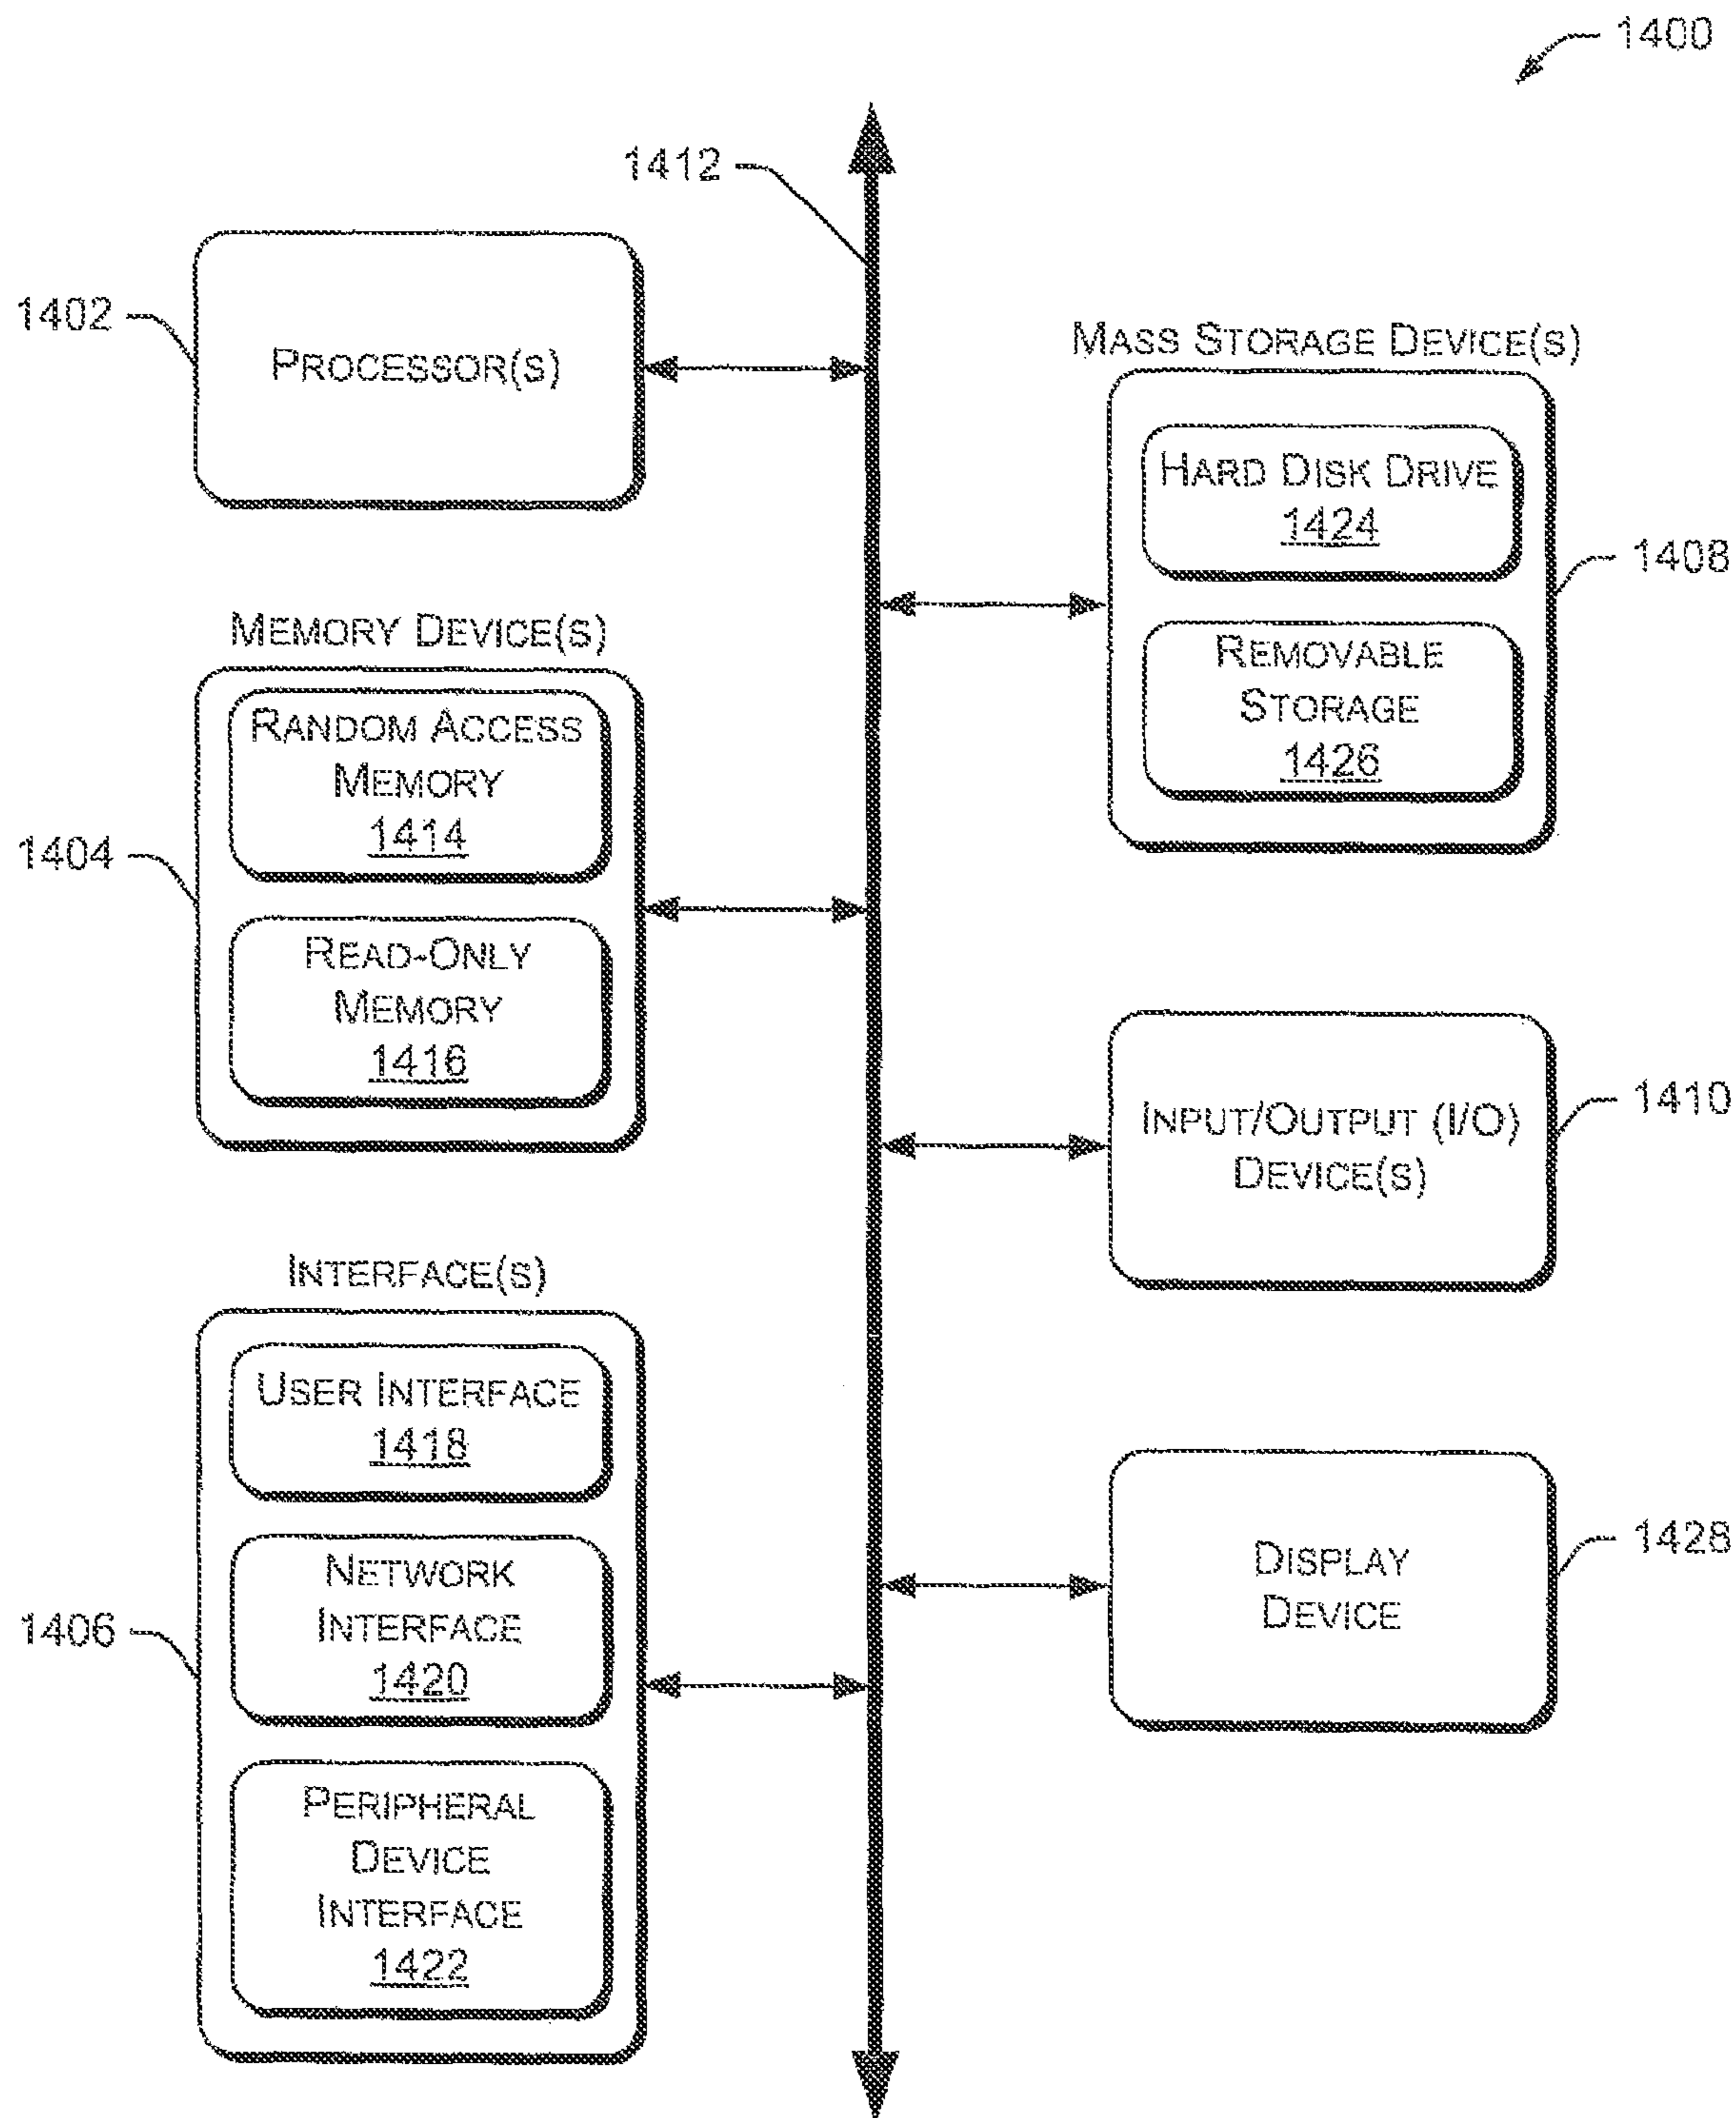 1400
1412
1402
PROCESSOR(S)
MASS STORAGE DEVICE(S)
HARD DISK DRIVE
1424
1408
REMOVABLE
STORAGE
1426
MEMORY DEVICE(S)
RANDOM ACCESS
MEMORY
1414
1404
READ-ONLY
MEMORY
1416
INPUT/OUTPUT (I/O)
DEVICE(S)
1410
INTERFACE(S)
USER INTERFACE
1418
NETWORK
INTERFACE
1420
1406
PERIPHERAL
DEVICE
INTERFACE
1422
DISPLAY
DEVICE
1428